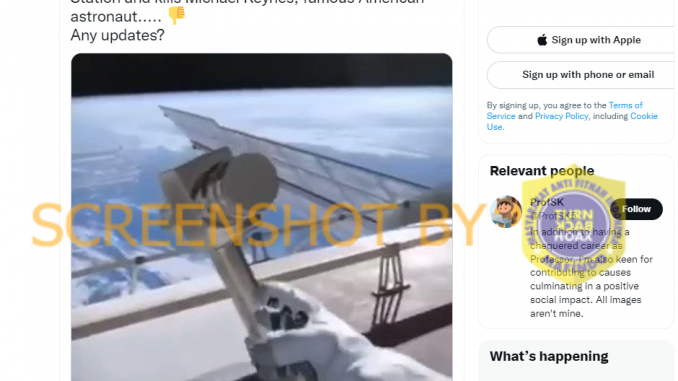 Station and kills Michael Keynes, famous American
astronaut..... 👎
Any updates?
SCREENSHOT BY
Sign up with Apple
Sign up with phone or email
By signing up, you agree to the Terms of
Service and Privacy Policy, including Cookie
Use.
Relevant people
ProfSK
Follow
In addition to having a
chequered career as
Professor, I'm also keen for
contributing to causes
culminating in a positive
social impact. All images
aren't mine.
What's happening